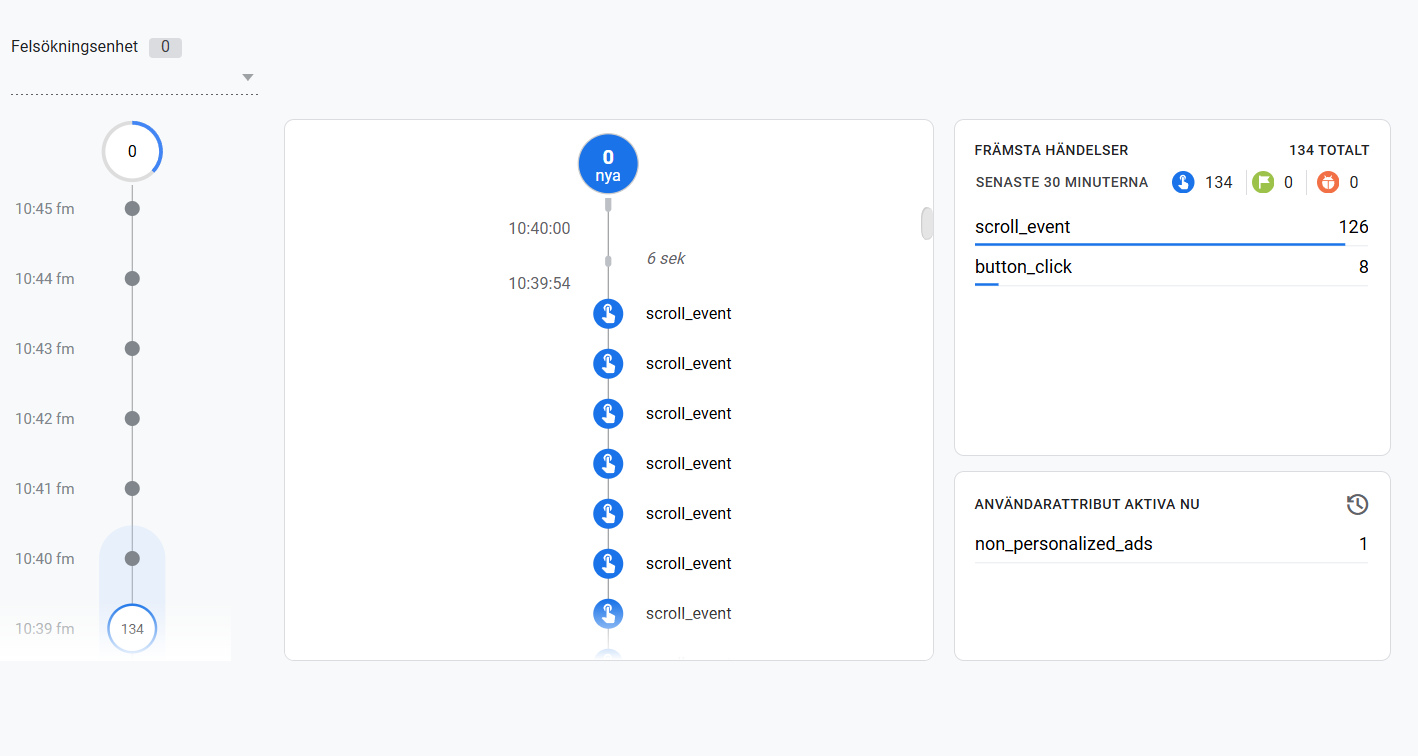 Felsökningsenhet 0
0
10:45 fm
10:44 fm
10:43 fm
10:42 fm
10:41 fm
10:40 fm
10:39 fm 134
0
nya
10:40:00
6 sek
10:39:54
scroll_event
scroll_event
scroll_event
scroll_event
scroll_event
scroll_event
scroll_event
FRÄMSTA HÄNDELSER 134 TOTALT
SENASTE 30 MINUTERNA 134 0 0
scroll_event 126
button_click 8
ANVÄNDARATTRIBUT AKTIVA NU
non_personalized_ads 1